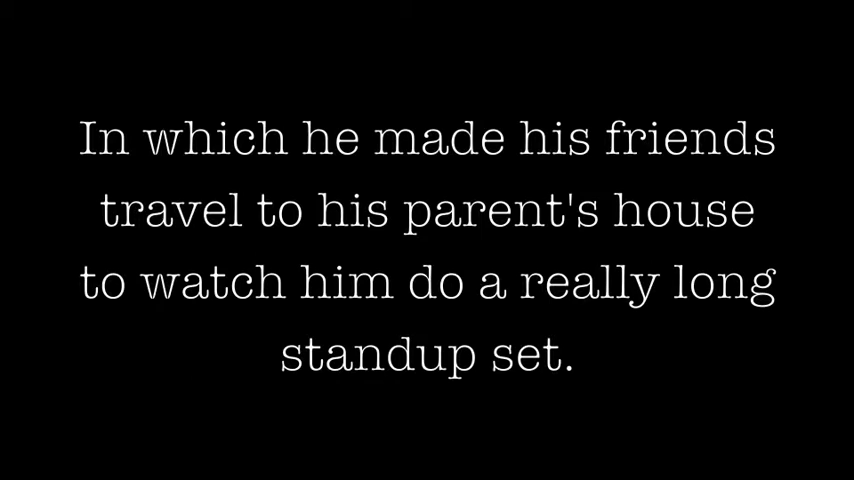 In which he made his friends
travel to his parent's house
to watch him do a really long
standup set.